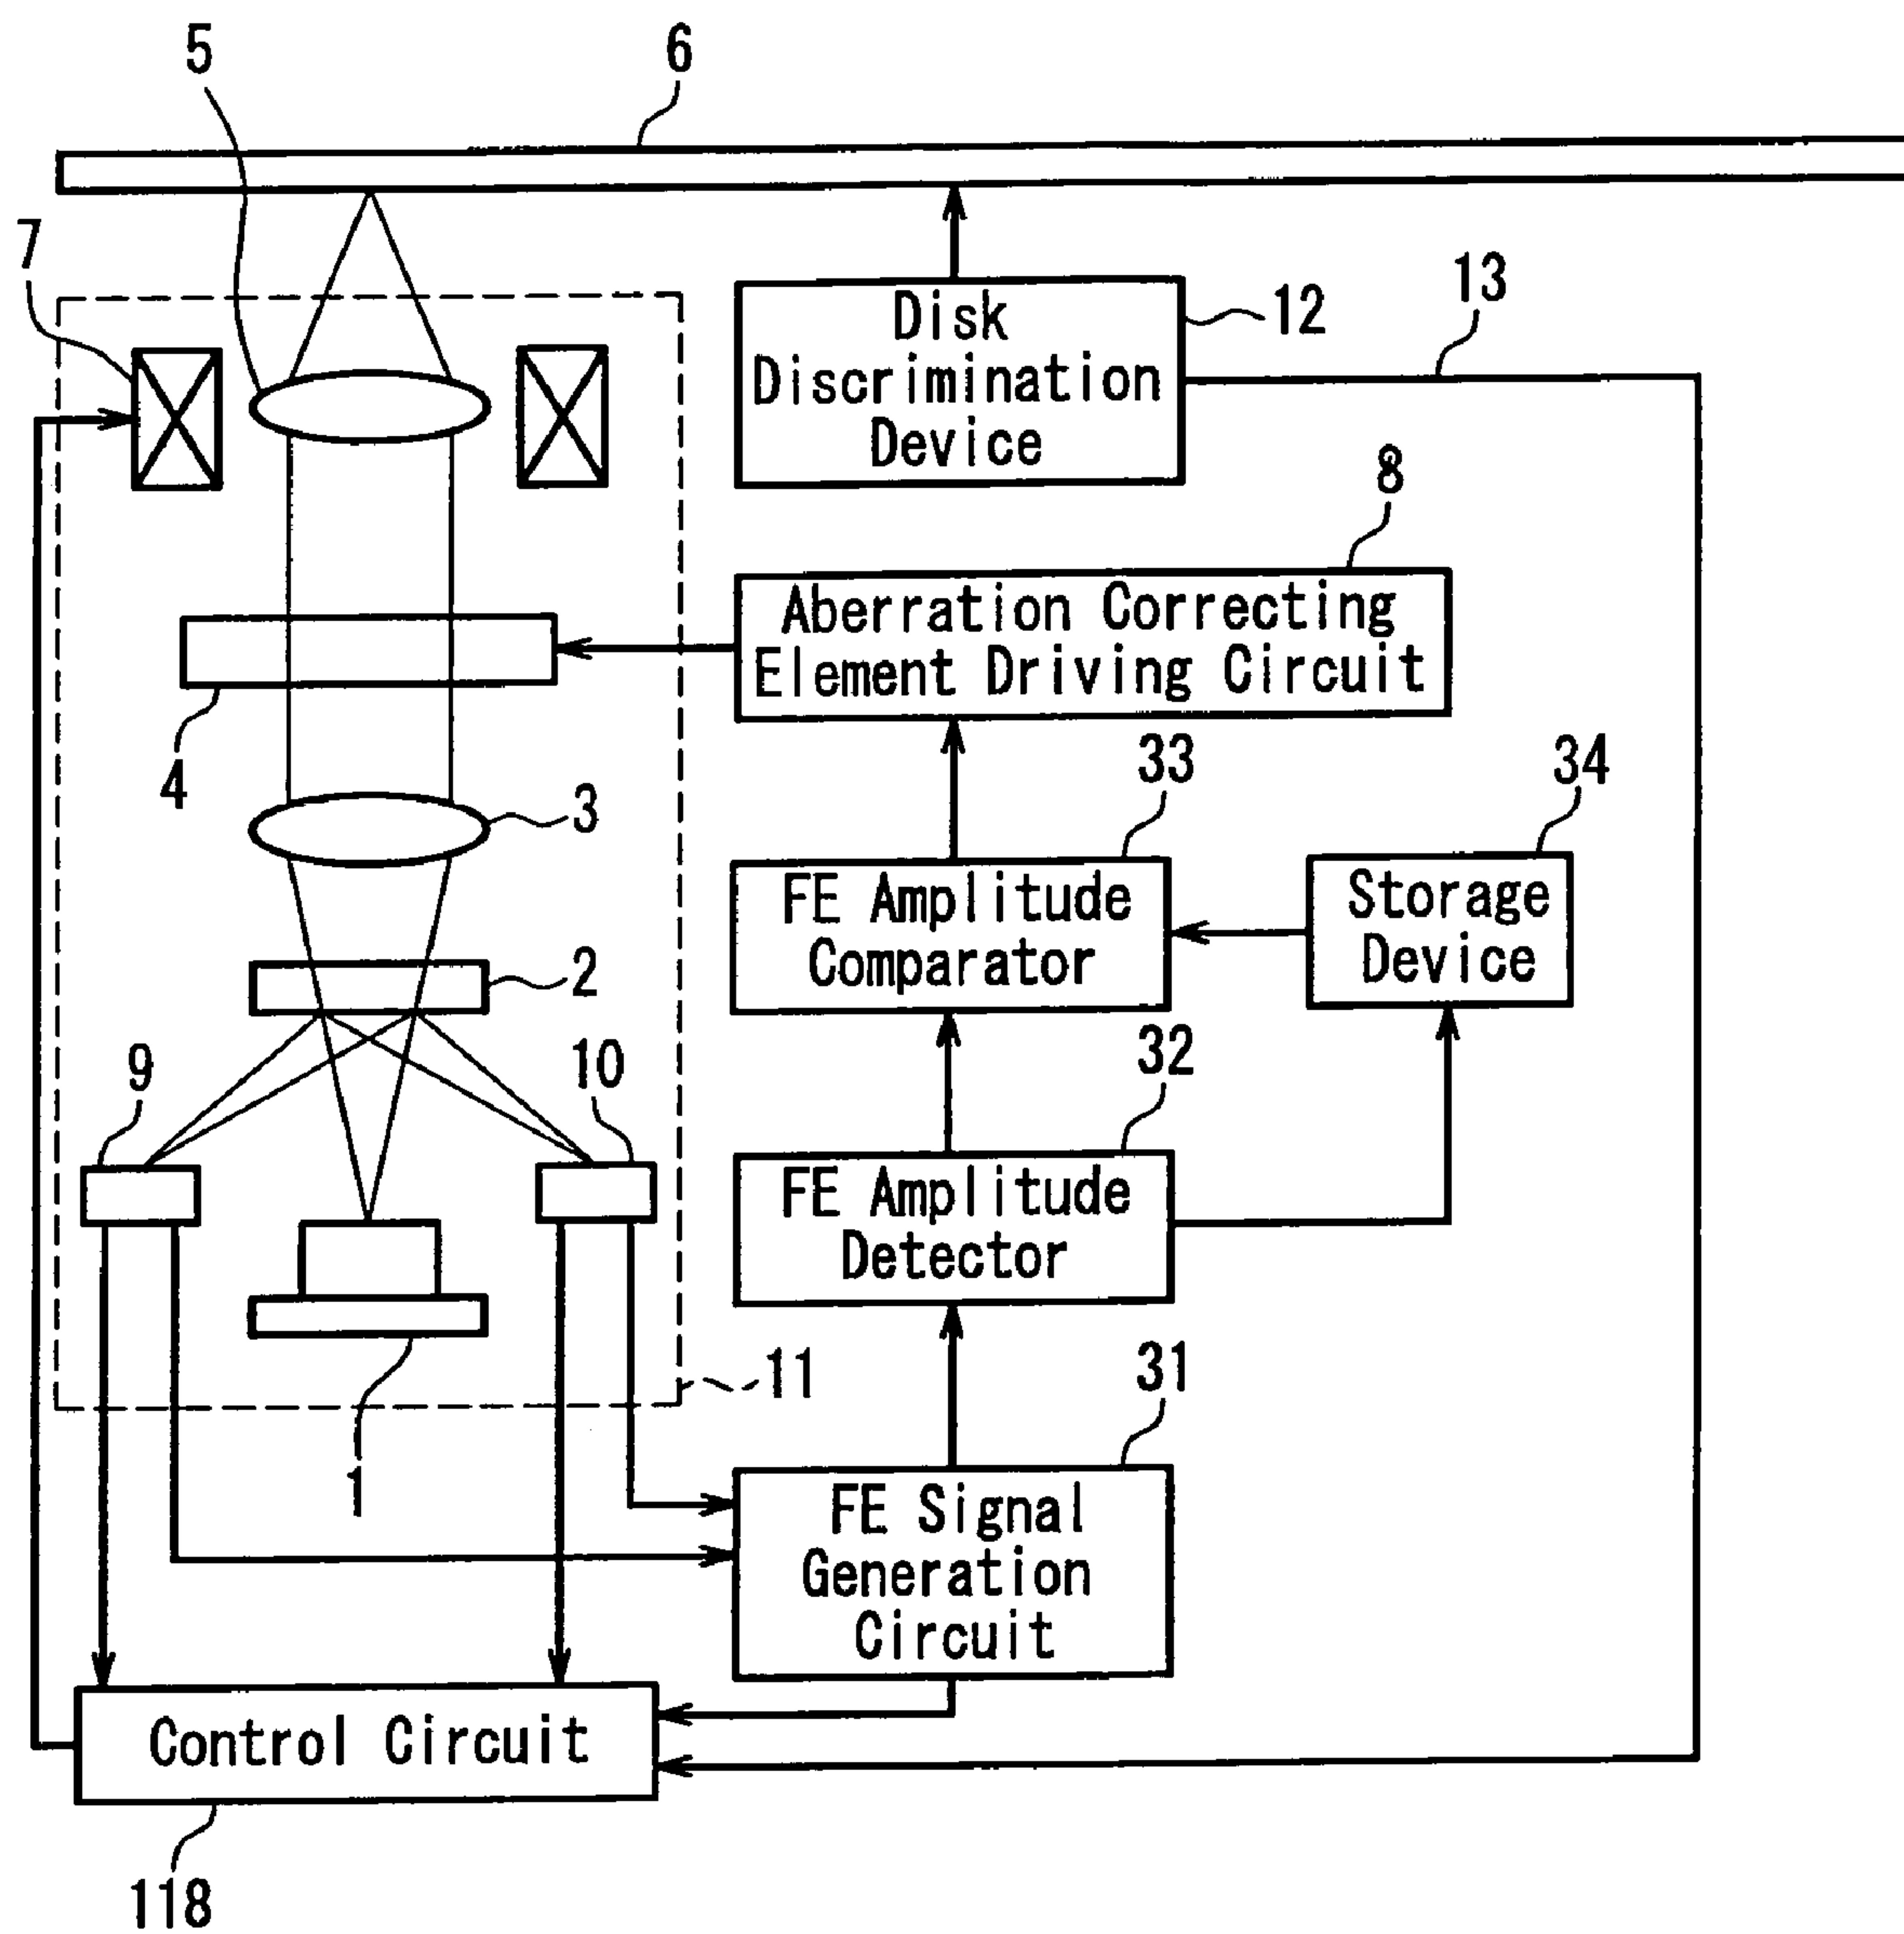 5
6
7
Disk
Discrimination
Device
12
13
8
Aberration Correcting
Element Driving Circuit
4
3
33
34
FE Amplitude
Comparator
Storage
Device
2
9
10
32
FE Amplitude
Detector
11
31
1
FE Signal
Generation
Circuit
Control Circuit
118